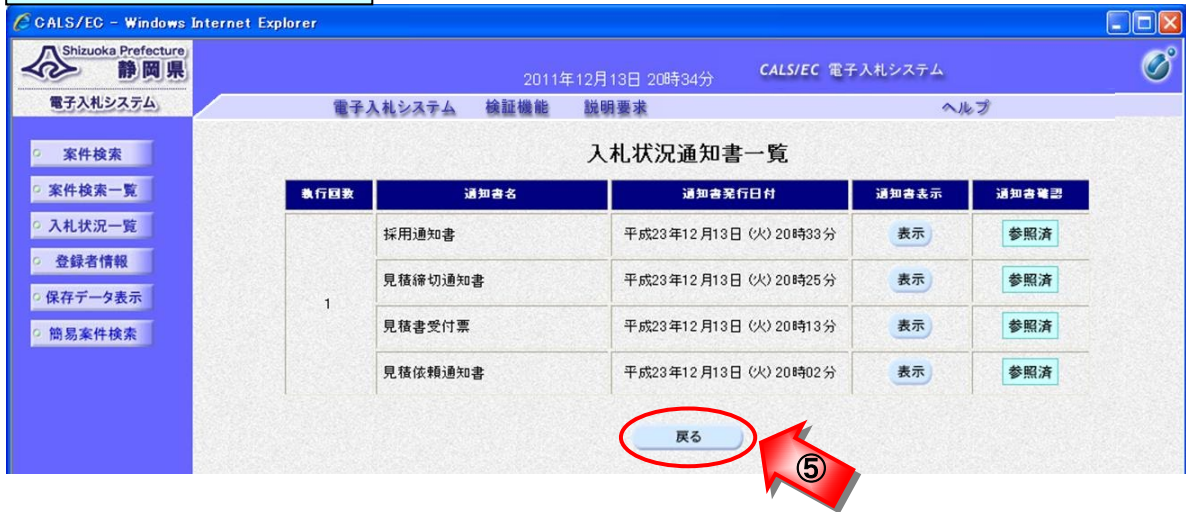 CALS/EC - Windows Internet Explorer
Shizuoka Prefecture
静岡県
2011年12月13日 20時34分
CALS/EC 電子入札システム
電子入札システム
電子入札システム 検証機能 説明要求 ヘルプ
案件検索
案件検索一覧
入札状況一覧
登録者情報
保存データ表示
簡易案件検索
入札状況通知書一覧
執行回数 通知書名 通知書発行日付 通知書表示 通知書確認
1
採用通知書 平成23年12月13日 (火) 20時33分 表示 参照済
見積締切通知書 平成23年12月13日 (火) 20時25分 表示 参照済
見積書受付票 平成23年12月13日 (火) 20時13分 表示 参照済
見積依頼通知書 平成23年12月13日 (火) 20時02分 表示 参照済
戻る
⑤